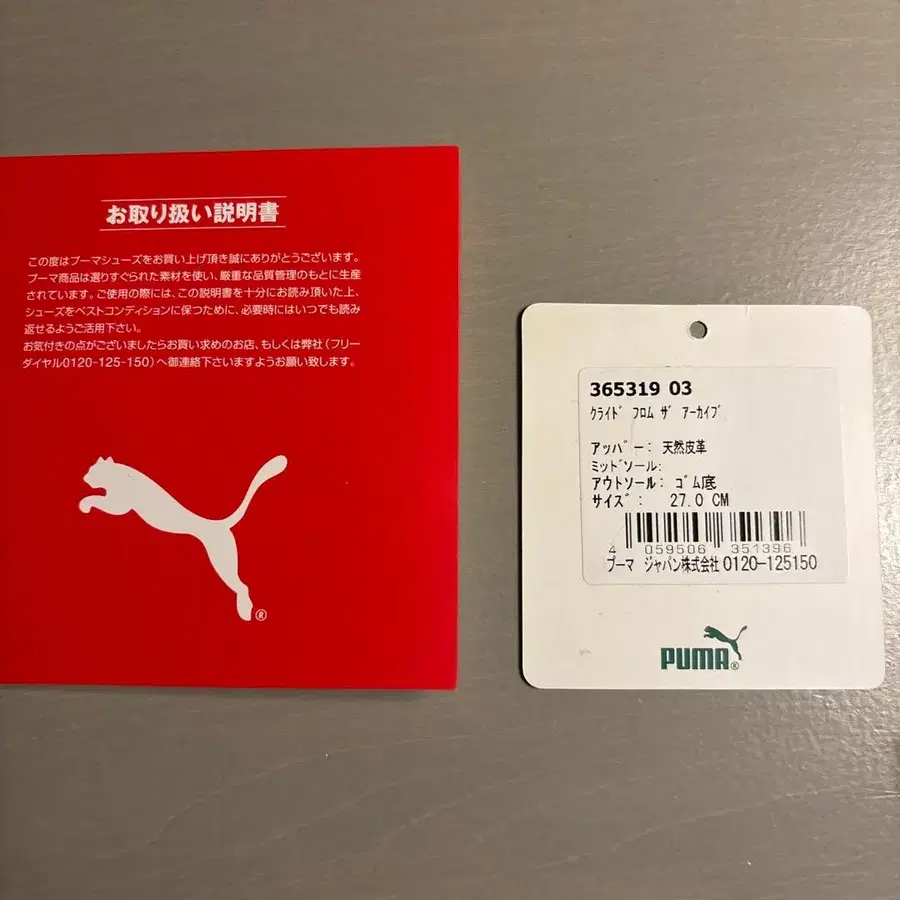 お取り扱い説明書
この度はプーマシューズをお買い上げ頂き誠にありがとうございます。
プーマ商品は選りすぐられた素材を使い、厳重な品質管理のもとに生産
されています。ご使用の際には、この説明書を十分にお読み頂いた上、
シューズをベストコンディションに保つために、必要時にはいつでも読み
返せるようご活用下さい。
お気付きの点がございましたらお買い求めのお店、もしくは弊社(フリー
ダイヤル0120-125-150)へ御連絡下さいますようお願い致します。
®
365319 03
ｸﾗｲﾄﾞ ﾌﾛﾑ ｻﾞ ｱｰｶｲﾌﾞ
ｱｯﾊﾟｰ: 天然皮革
ﾐｯﾄﾞｿｰﾙ:
ｱｳﾄｿｰﾙ: ｺﾞﾑ底
ｻｲｽﾞ: 27.0 CM
4 059506 351396
ﾌﾟｰﾏ ｼﾞｬﾊﾟﾝ株式会社 0120-125150
PUMA®